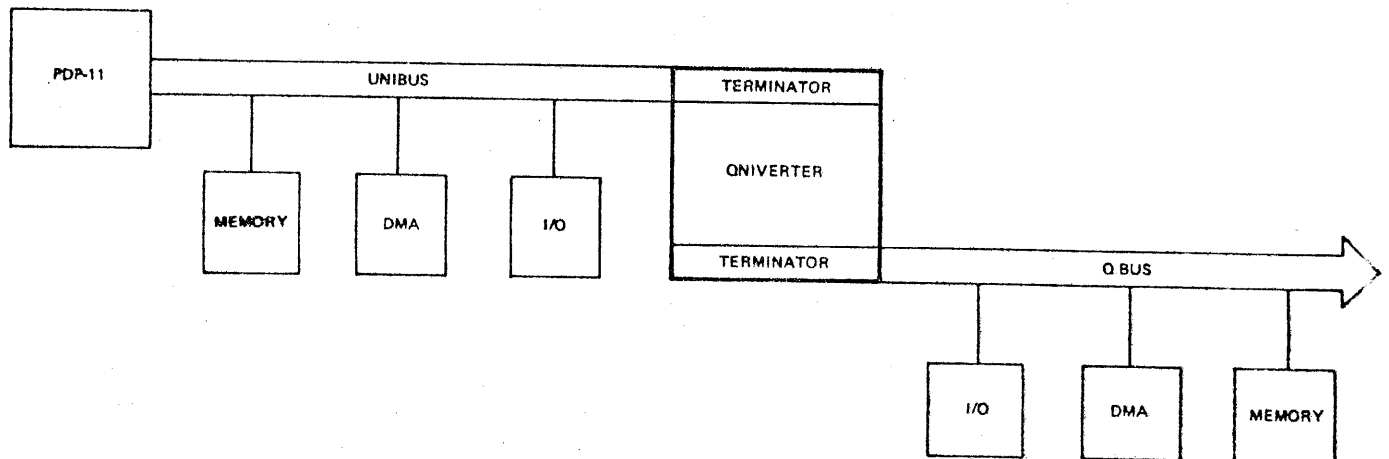 PDP-11
UNIBUS
TERMINATOR
QNIVERTER
MEMORY
DMA
I/O
TERMINATOR
Q BUS
I/O
DMA
MEMORY